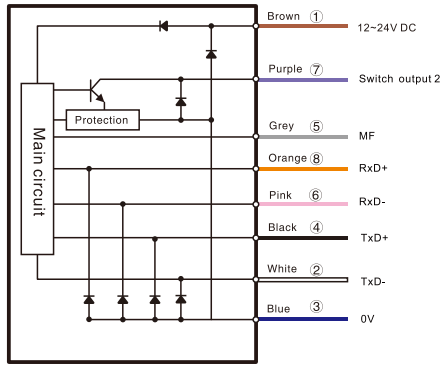 Brown ① 12~24V DC
Purple ⑦ Switch output 2
Protection
Grey ⑤ MF
Main circuit
Orange ⑧ RxD+
Pink ⑥ RxD-
Black ④ TxD+
White ② TxD-
Blue ③ 0V